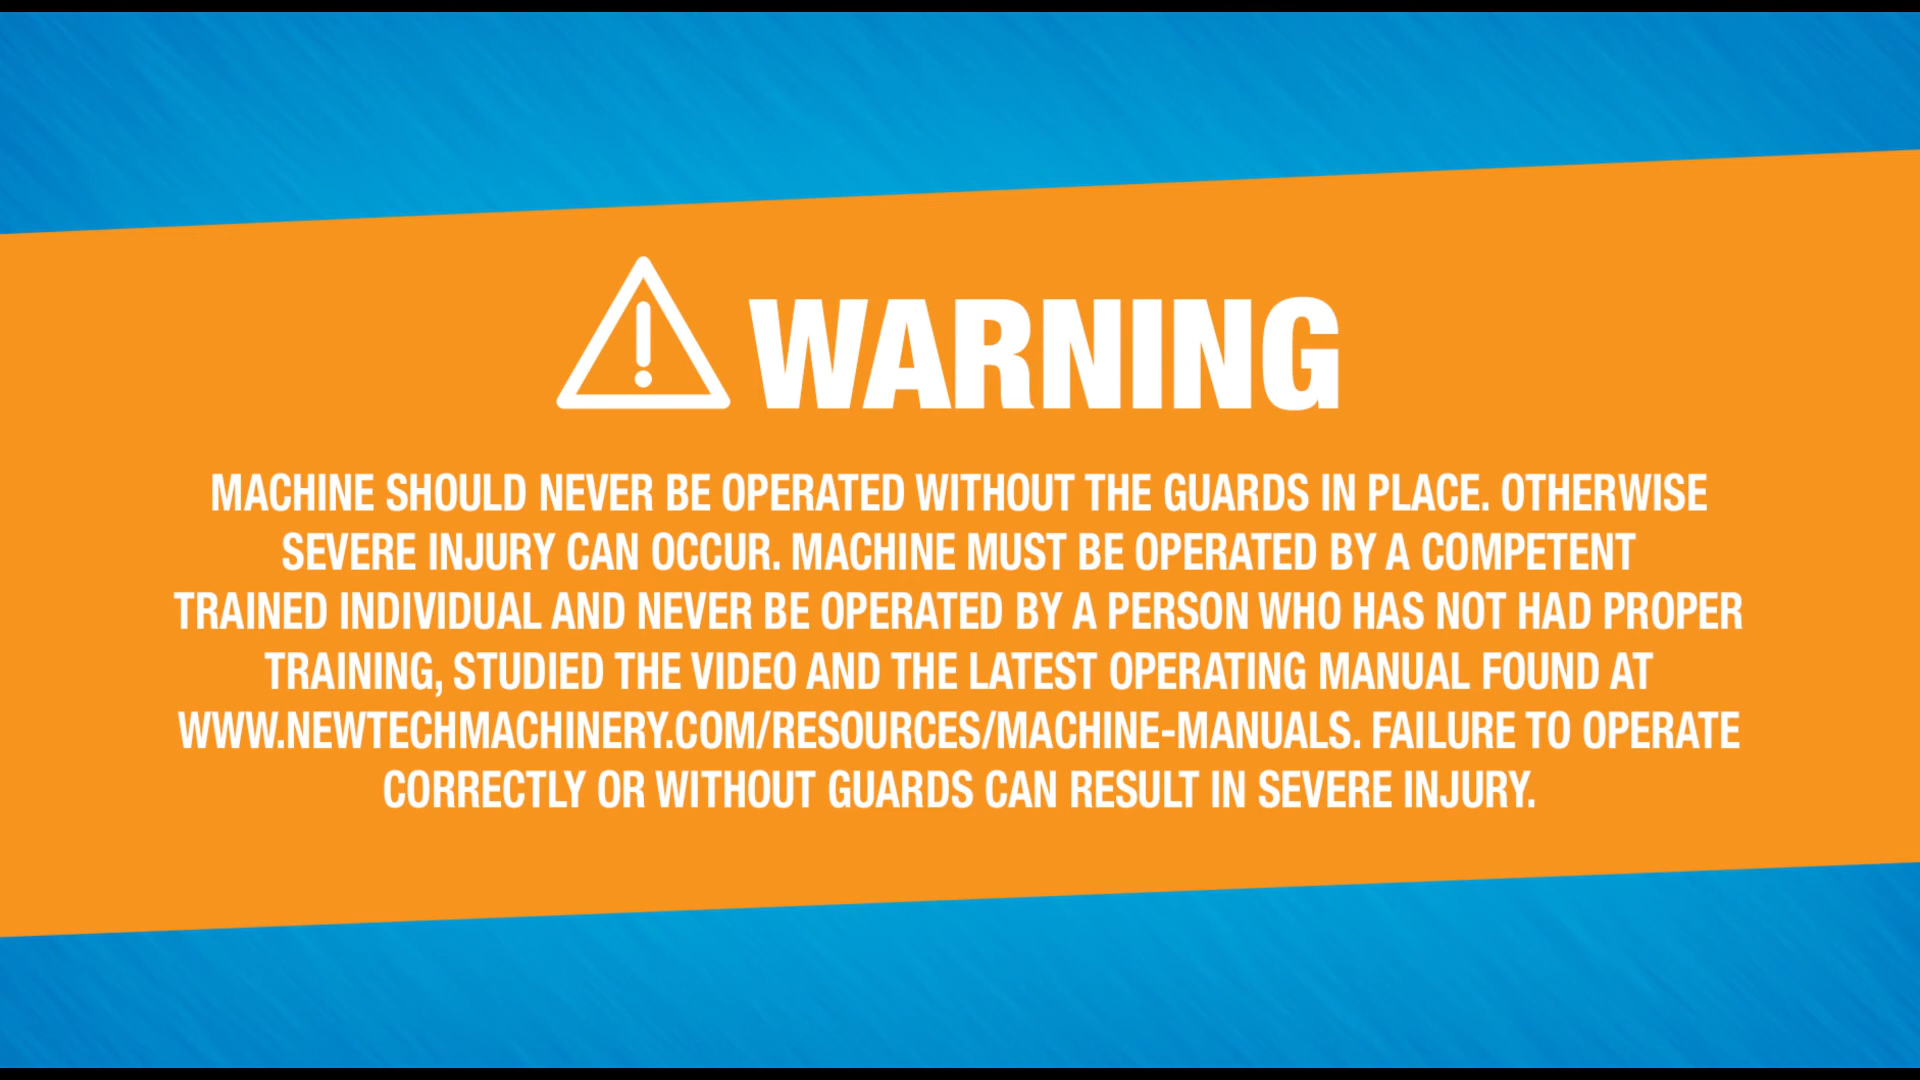 WARNING
MACHINE SHOULD NEVER BE OPERATED WITHOUT THE GUARDS IN PLACE. OTHERWISE
SEVERE INJURY CAN OCCUR. MACHINE MUST BE OPERATED BY A COMPETENT
TRAINED INDIVIDUAL AND NEVER BE OPERATED BY A PERSON WHO HAS NOT HAD PROPER
TRAINING, STUDIED THE VIDEO AND THE LATEST OPERATING MANUAL FOUND AT
WWW.NEWTECHMACHINERY.COM/RESOURCES/MACHINE-MANUALS. FAILURE TO OPERATE
CORRECTLY OR WITHOUT GUARDS CAN RESULT IN SEVERE INJURY.